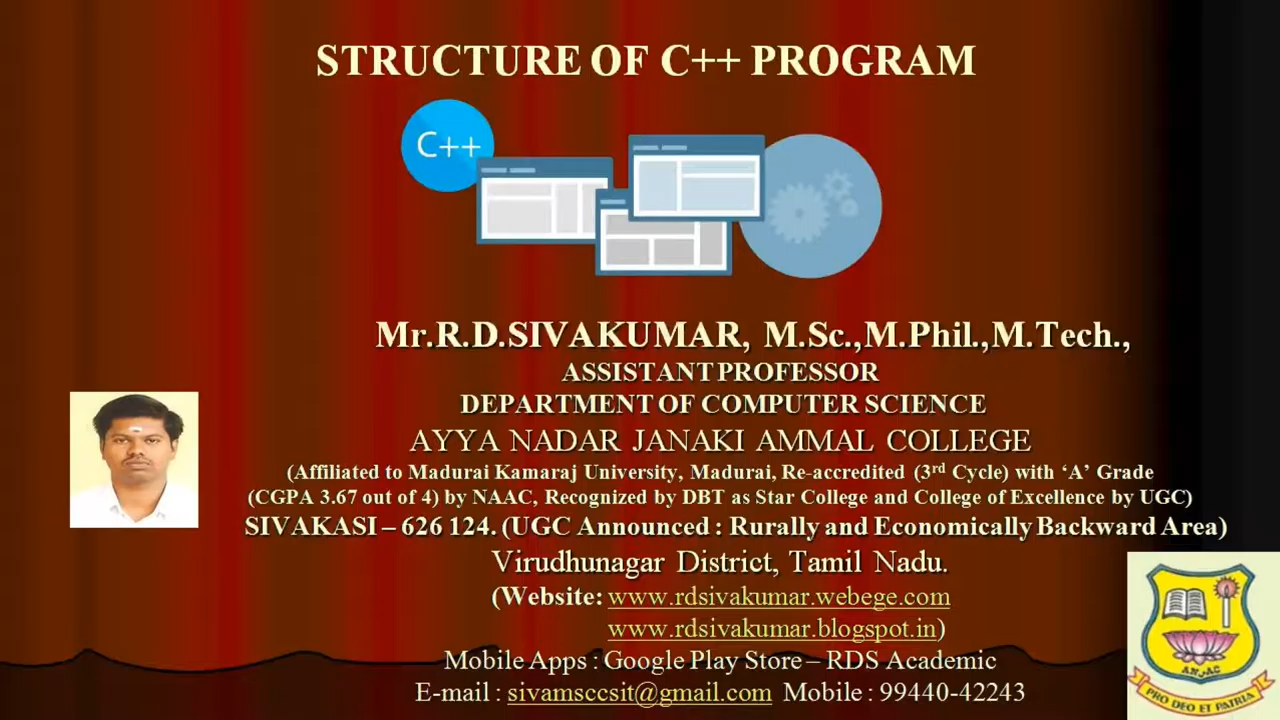 STRUCTURE OF C++ PROGRAM
C++
Mr.R.D.SIVAKUMAR, M.Sc.,M.Phil.,M.Tech.,
ASSISTANT PROFESSOR
DEPARTMENT OF COMPUTER SCIENCE
AYYA NADAR JANAKI AMMAL COLLEGE
(Affiliated to Madurai Kamaraj University, Madurai, Re-accredited (3rd Cycle) with ‘A’ Grade
(CGPA 3.67 out of 4) by NAAC, Recognized by DBT as Star College and College of Excellence by UGC)
SIVAKASI – 626 124. (UGC Announced : Rurally and Economically Backward Area)
Virudhunagar District, Tamil Nadu.
(Website: www.rdsivakumar.webege.com
www.rdsivakumar.blogspot.in)
Mobile Apps : Google Play Store – RDS Academic
E-mail : sivamsccsit@gmail.com Mobile : 99440-42243
ANJAC
PRO DEO ET PATRIA